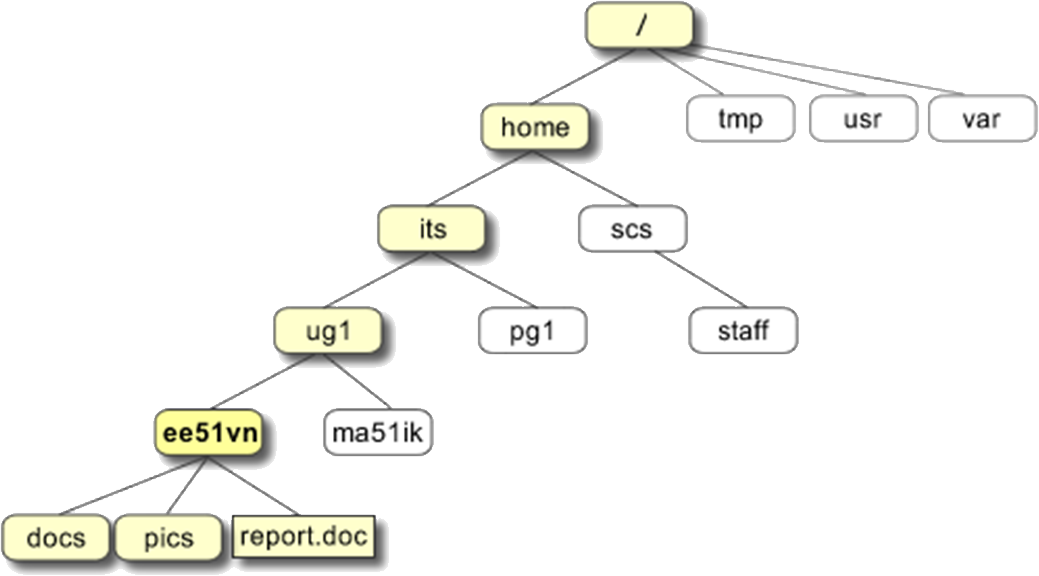 /
home
tmp
usr
var
its
scs
ug1
pg1
staff
ee51vn
ma51ik
docs
pics
report.doc